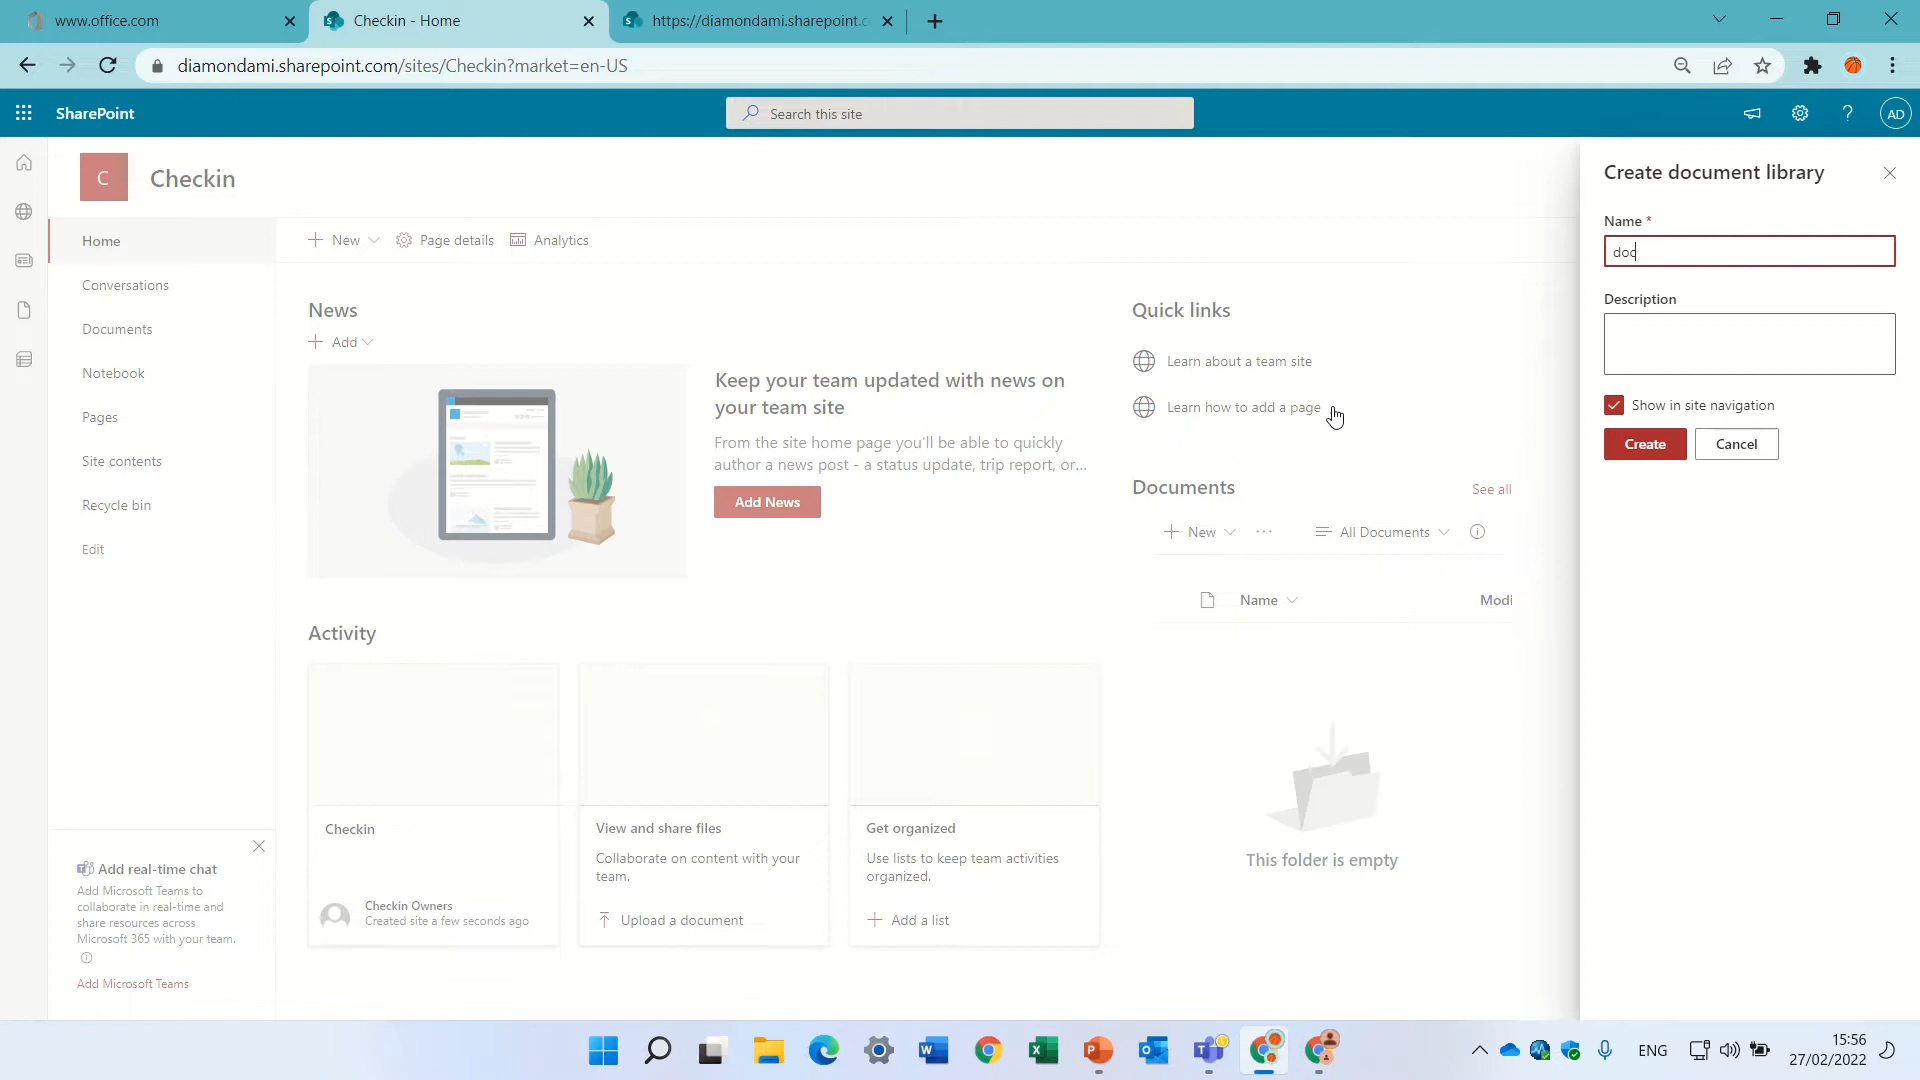 www.office.com
Checkin - Home
https://diamondami.sharepoint.c
diamondami.sharepoint.com/sites/Checkin?market=en-US
SharePoint
Search this site
AD
C
Checkin
Home
Conversations
Documents
Notebook
Pages
Site contents
Recycle bin
Edit
New
Page details
Analytics
News
Add
Keep your team updated with news on
your team site
From the site home page you'll be able to quickly
author a news post - a status update, trip report, or...
Add News
Quick links
Learn about a team site
Learn how to add a page
Documents
See all
New
All Documents
Name
Modi
This folder is empty
Activity
Checkin
Checkin Owners
Created site a few seconds ago
View and share files
Collaborate on content with your
team.
Upload a document
Get organized
Use lists to keep team activities
organized.
Add a list
Add real-time chat
Add Microsoft Teams to
collaborate in real-time and
share resources across
Microsoft 365 with your team.
Add Microsoft Teams
Create document library
Name *
doc
Description
Show in site navigation
Create
Cancel
ENG
15:56
27/02/2022